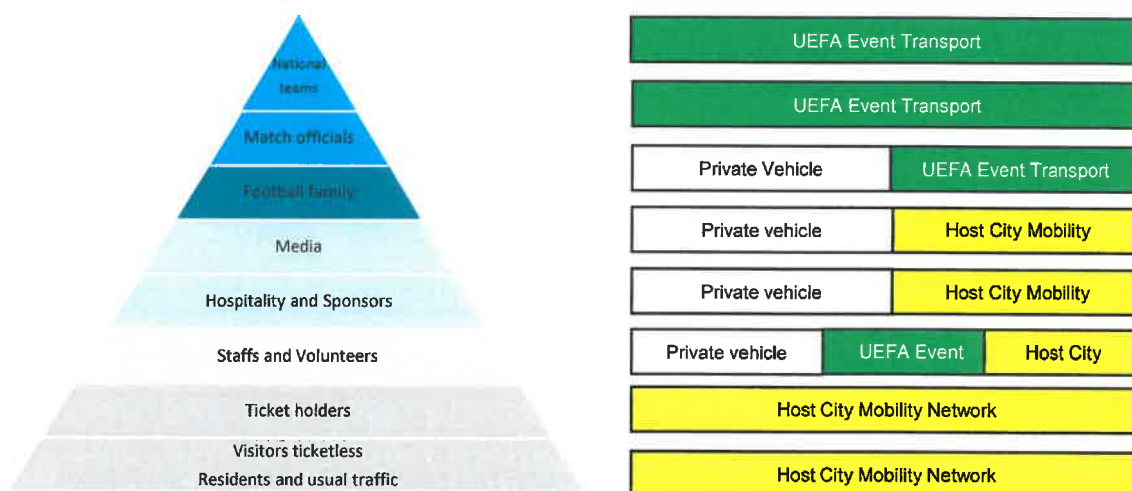 National
teams
UEFA Event Transport
Match officials
UEFA Event Transport
Football family
Private Vehicle
UEFA Event Transport
Media
Private vehicle
Host City Mobility
Hospitality and Sponsors
Private vehicle
Host City Mobility
Staffs and Volunteers
Private vehicle
UEFA Event
Host City
Ticket holders
Host City Mobility Network
Visitors ticketless
Residents and usual traffic
Host City Mobility Network